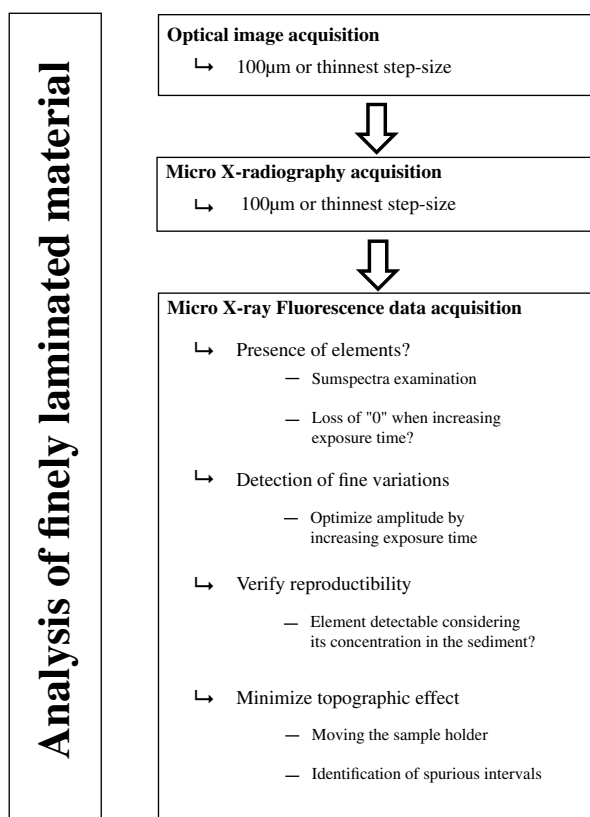 Analysis of finely laminated material
Optical image acquisition
↳ 100µm or thinnest step-size
Micro X-radiography acquisition
↳ 100µm or thinnest step-size
Micro X-ray Fluorescence data acquisition
↳ Presence of elements?
— Sumspectra examination
— Loss of "0" when increasing
exposure time?
↳ Detection of fine variations
— Optimize amplitude by
increasing exposure time
↳ Verify reproductibility
— Element detectable considering
its concentration in the sediment?
↳ Minimize topographic effect
— Moving the sample holder
— Identification of spurious intervals